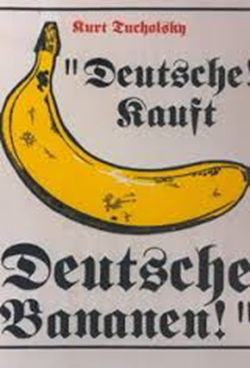 Kurt Tucholsky
"Deutsche!
Kauft
Deutsche
Bananen!"